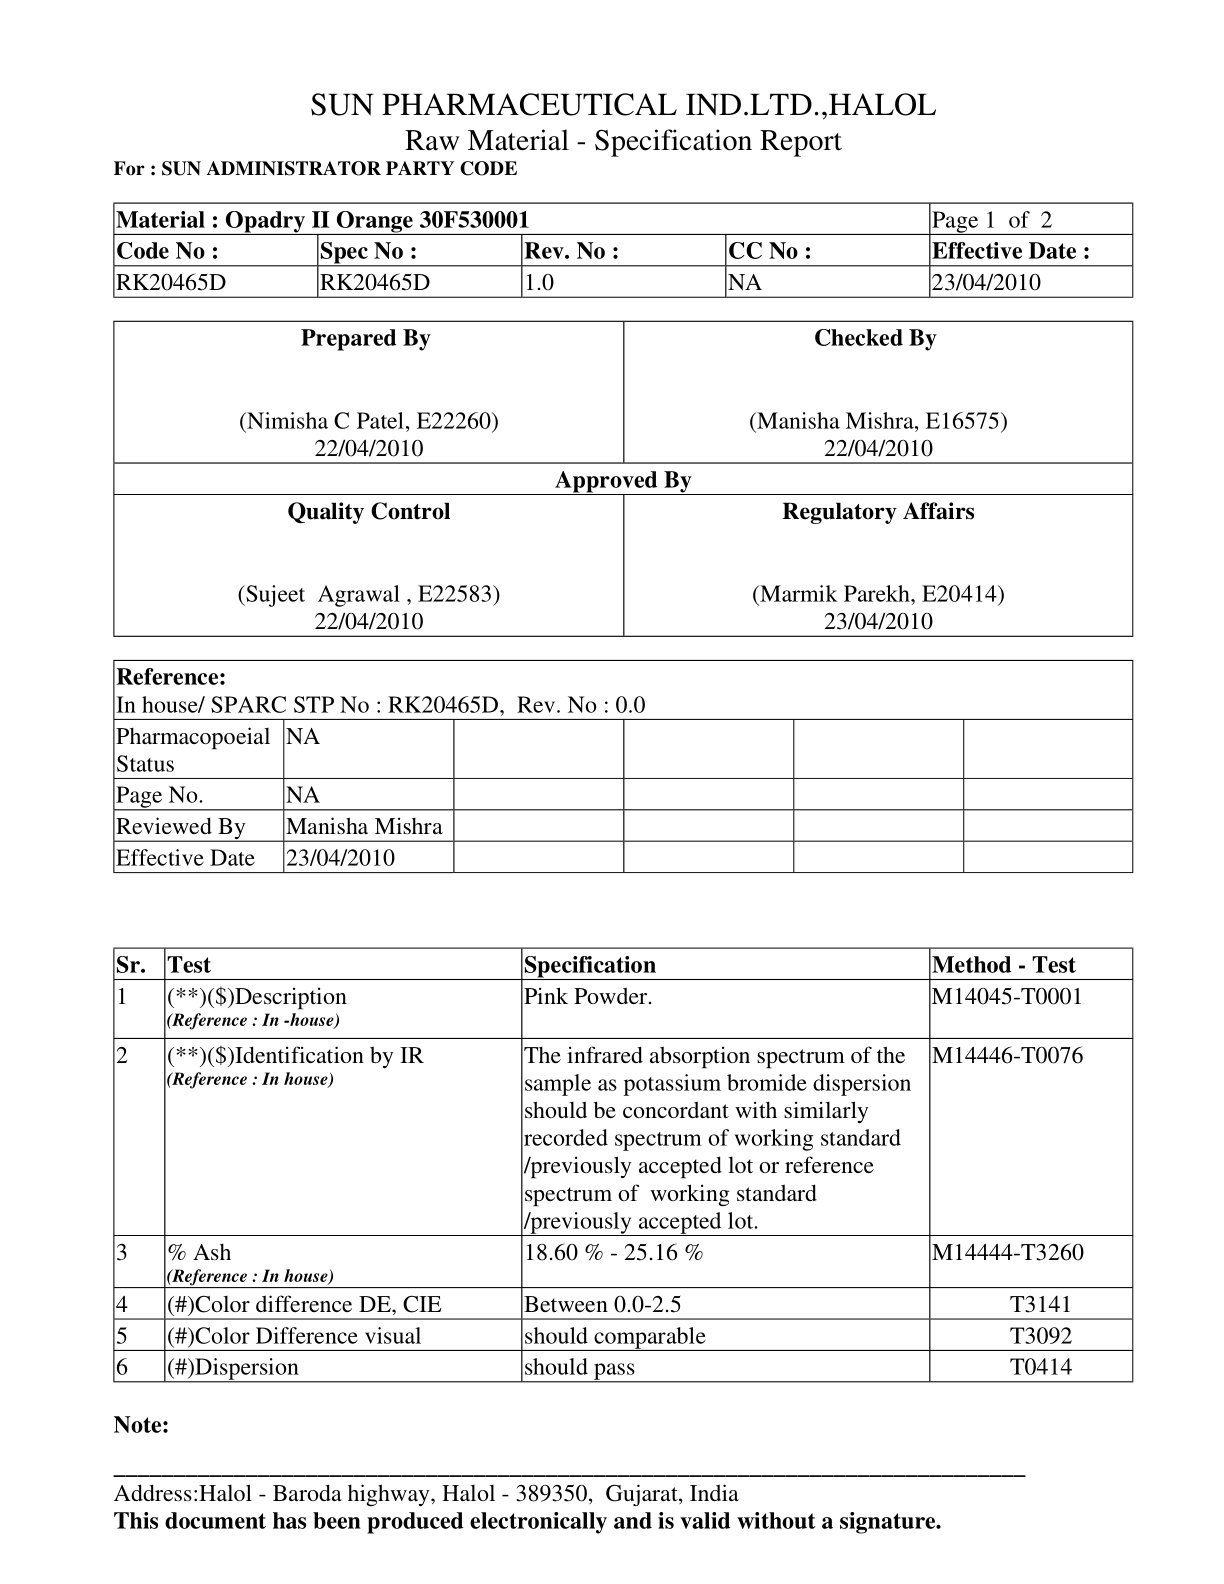 SUN PHARMACEUTICAL IND.LTD.,HALOL
Raw Material - Specification Report
For : SUN ADMINISTRATOR PARTY CODE
Material : Opadry II Orange 30F530001 Page 1 of 2
Code No : Spec No : Rev. No : CC No : Effective Date :
RK20465D RK20465D 1.0 NA 23/04/2010
Prepared By Checked By
(Nimisha C Patel, E22260) (Manisha Mishra, E16575)
22/04/2010 22/04/2010
Approved By
Quality Control Regulatory Affairs
(Sujeet Agrawal , E22583) (Marmik Parekh, E20414)
22/04/2010 23/04/2010
Reference:
In house/ SPARC STP No : RK20465D, Rev. No : 0.0
Pharmacopoeial NA
Status
Page No. NA
Reviewed By Manisha Mishra
Effective Date 23/04/2010
Sr. Test Specification Method - Test
1 (**)($)Description Pink Powder. M14045-T0001
(Reference : In -house)
2 (**)($)Identification by IR The infrared absorption spectrum of the M14446-T0076
(Reference : In house) sample as potassium bromide dispersion
should be concordant with similarly
recorded spectrum of working standard
/previously accepted lot or reference
spectrum of working standard
/previously accepted lot.
3 % Ash 18.60 % - 25.16 % M14444-T3260
(Reference : In house)
4 (#)Color difference DE, CIE Between 0.0-2.5 T3141
5 (#)Color Difference visual should comparable T3092
6 (#)Dispersion should pass T0414
Note:
Address:Halol - Baroda highway, Halol - 389350, Gujarat, India
This document has been produced electronically and is valid without a signature.